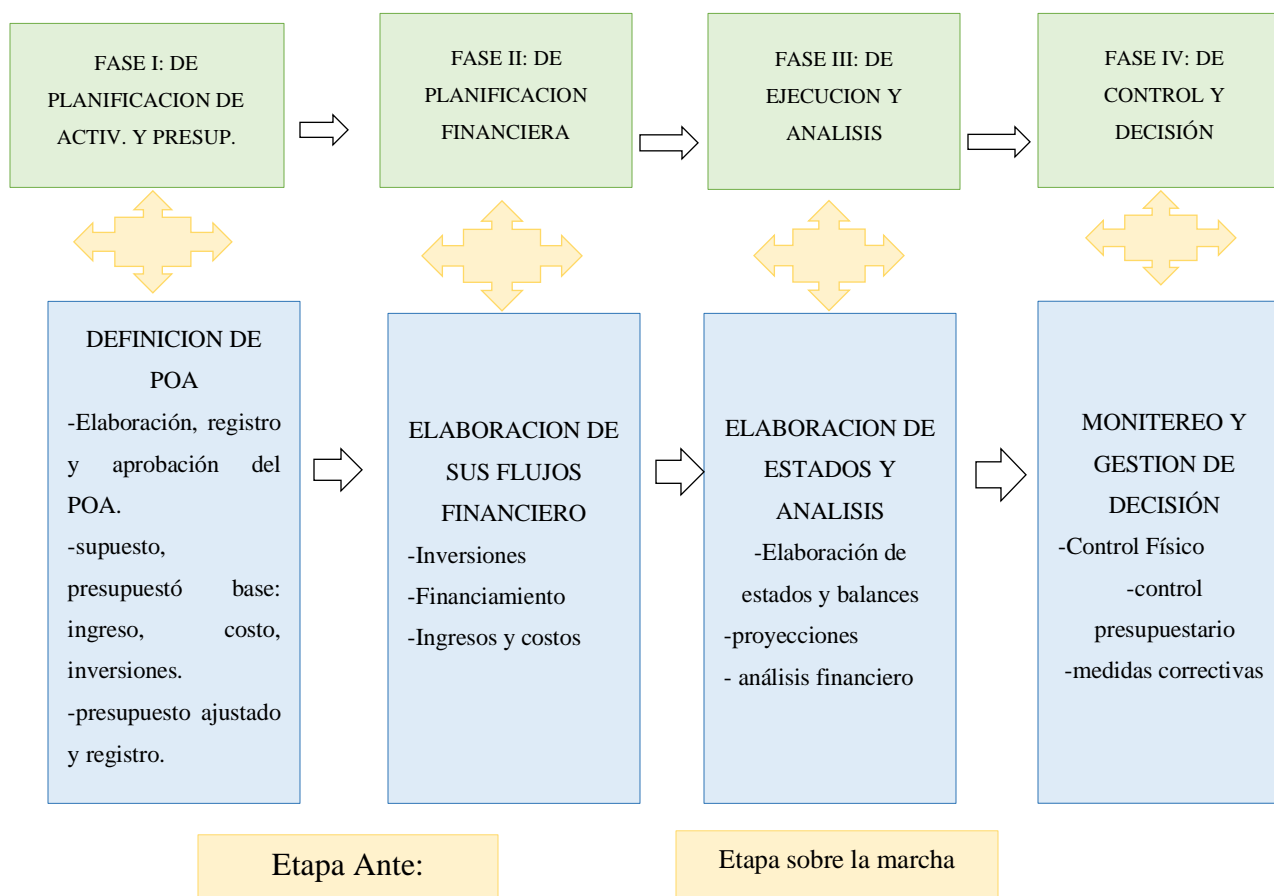 FASE I: DE
PLANIFICACION DE
ACTIV. Y PRESUP.
FASE II: DE
PLANIFICACION
FINANCIERA
FASE III: DE
EJECUCION Y
ANALISIS
FASE IV: DE
CONTROL Y
DECISIÓN
DEFINICION DE
POA
-Elaboración, registro
y aprobación del
POA.
-supuesto,
presupuestó base:
ingreso, costo,
inversiones.
-presupuesto ajustado
y registro.
ELABORACION DE
SUS FLUJOS
FINANCIERO
-Inversiones
-Financiamiento
-Ingresos y costos
ELABORACION DE
ESTADOS Y
ANALISIS
-Elaboración de
estados y balances
-proyecciones
- análisis financiero
MONITEREO Y
GESTION DE
DECISIÓN
-Control Físico
-control
presupuestario
-medidas correctivas
Etapa Ante:
Etapa sobre la marcha